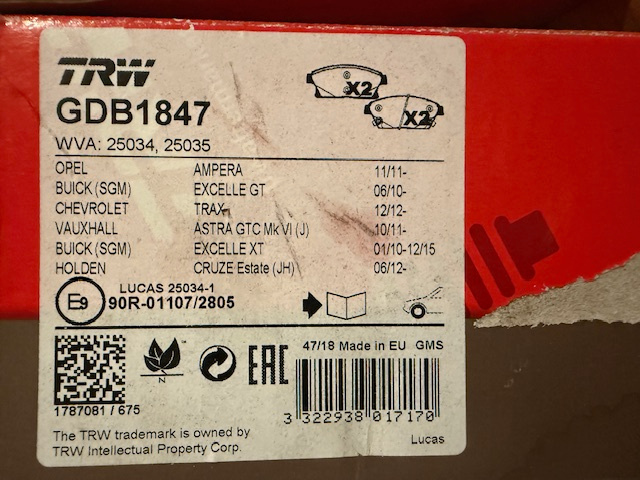 TRW
GDB1847
X2
X2
WVA: 25034, 25035
OPEL AMPERA 11/11-
BUICK (SGM) EXCELLE GT 06/10-
CHEVROLET TRAX 12/12-
VAUXHALL ASTRA GTC Mk VI (J) 10/11-
BUICK (SGM) EXCELLE XT 01/10-12/15
HOLDEN CRUZE Estate (JH) 06/12-
LUCAS 25034-1
E9 90R-01107/2805
47/18 Made in EU GMS
TM
N
EAC
1787081 / 675
3 322938 017170
The TRW trademark is owned by
TRW Intellectual Property Corp.
Lucas